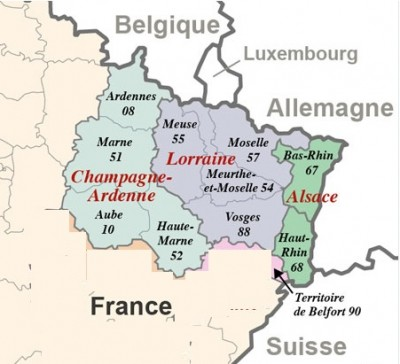 Belgique
Luxembourg
Allemagne
Ardennes
08
Meuse
55
Moselle
57
Marne
51
Lorraine
Bas-Rhin
67
Champagne-
Ardenne
Meurthe-
et-Moselle 54
Alsace
Aube
10
Haute-
Marne
52
Vosges
88
Haut-
Rhin
68
France
Territoire
de Belfort 90
Suisse